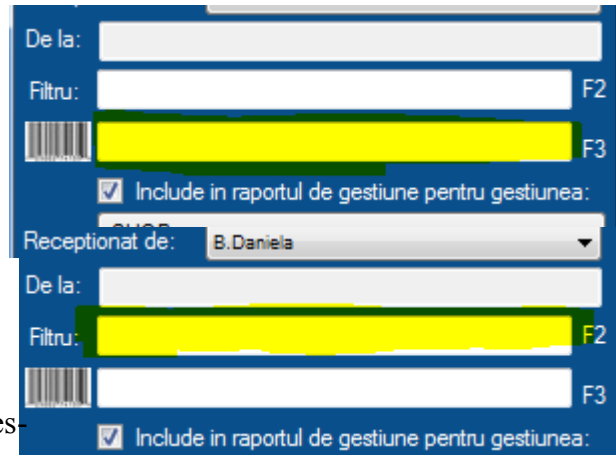 De la:
Filtru: F2
F3
Include in raportul de gestiune pentru gestiunea:
Receptionat de: B.Daniela
De la:
Filtru: F2
F3
es-
Include in raportul de gestiune pentru gestiunea: